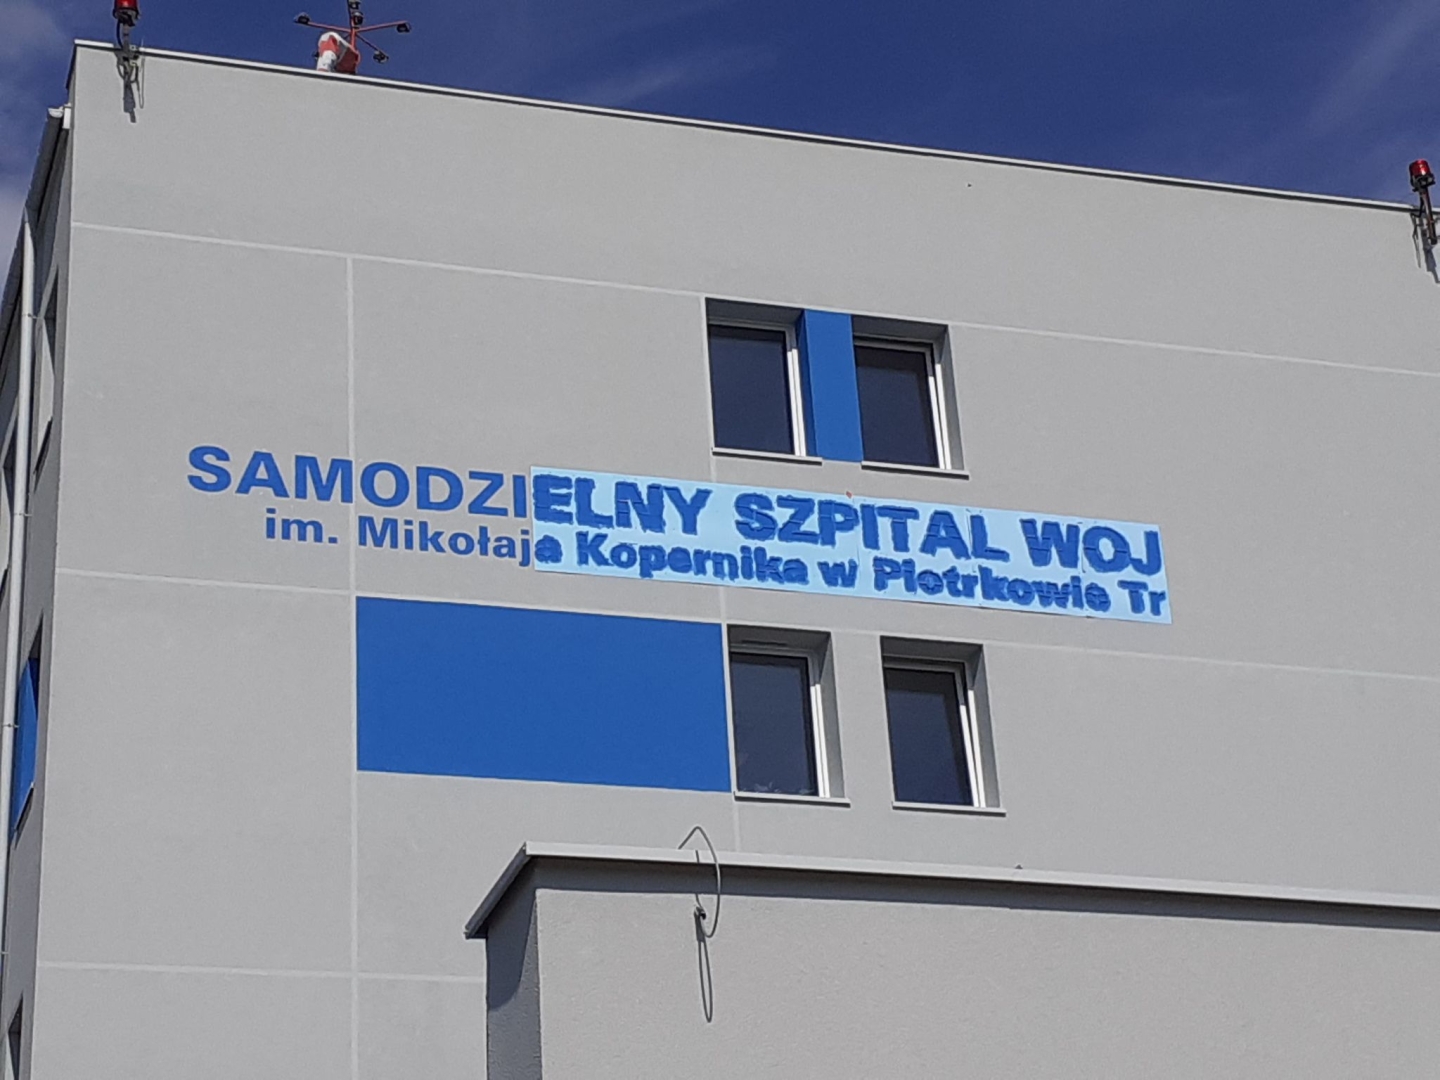 SAMODZIELNY SZPITAL WOJ
im. Mikołaja Kopernika w Piotrkowie Tr